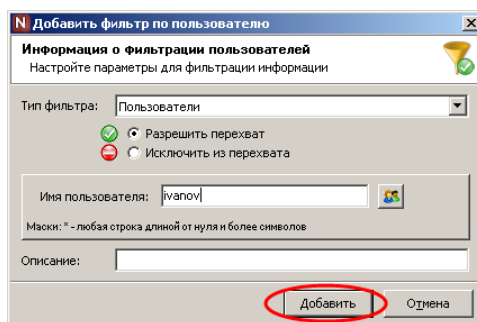 N Добавить фильтр по пользователю
Информация о фильтрации пользователей
Настройте параметры для фильтрации информации
Тип фильтра: Пользователи
Разрешить перехват
Исключить из перехвата
Имя пользователя: ivanov
Маски: * - любая строка длиной от нуля и более символов
Описание:
Добавить Отмена